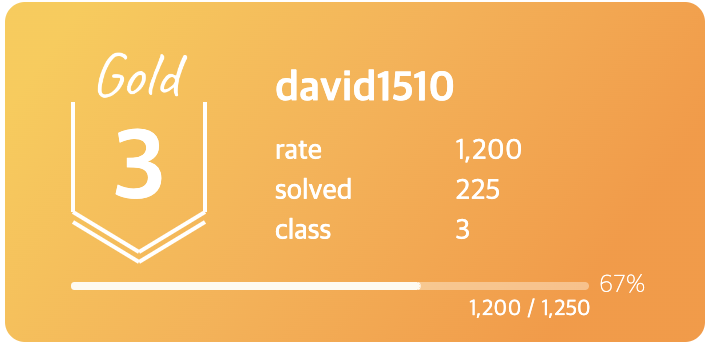 Gold
3
david1510
rate 1,200
solved 225
class 3
67%
1,200 / 1,250